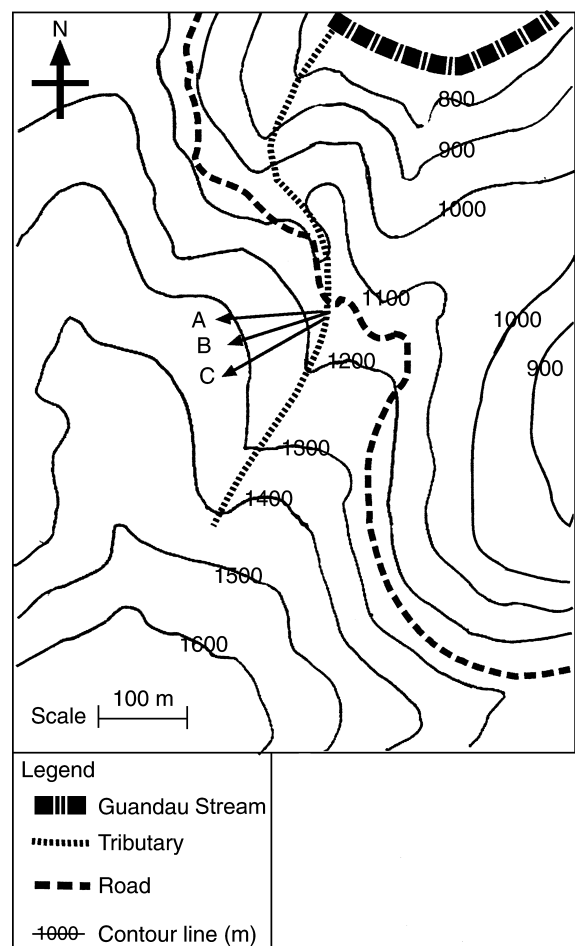 N
800
900
1000
1100
A
1000
B
1200
900
C
1300
1400
1500
1600
100 m
Scale
Legend
Guandau Stream
Tributary
Road
1000 Contour line (m)